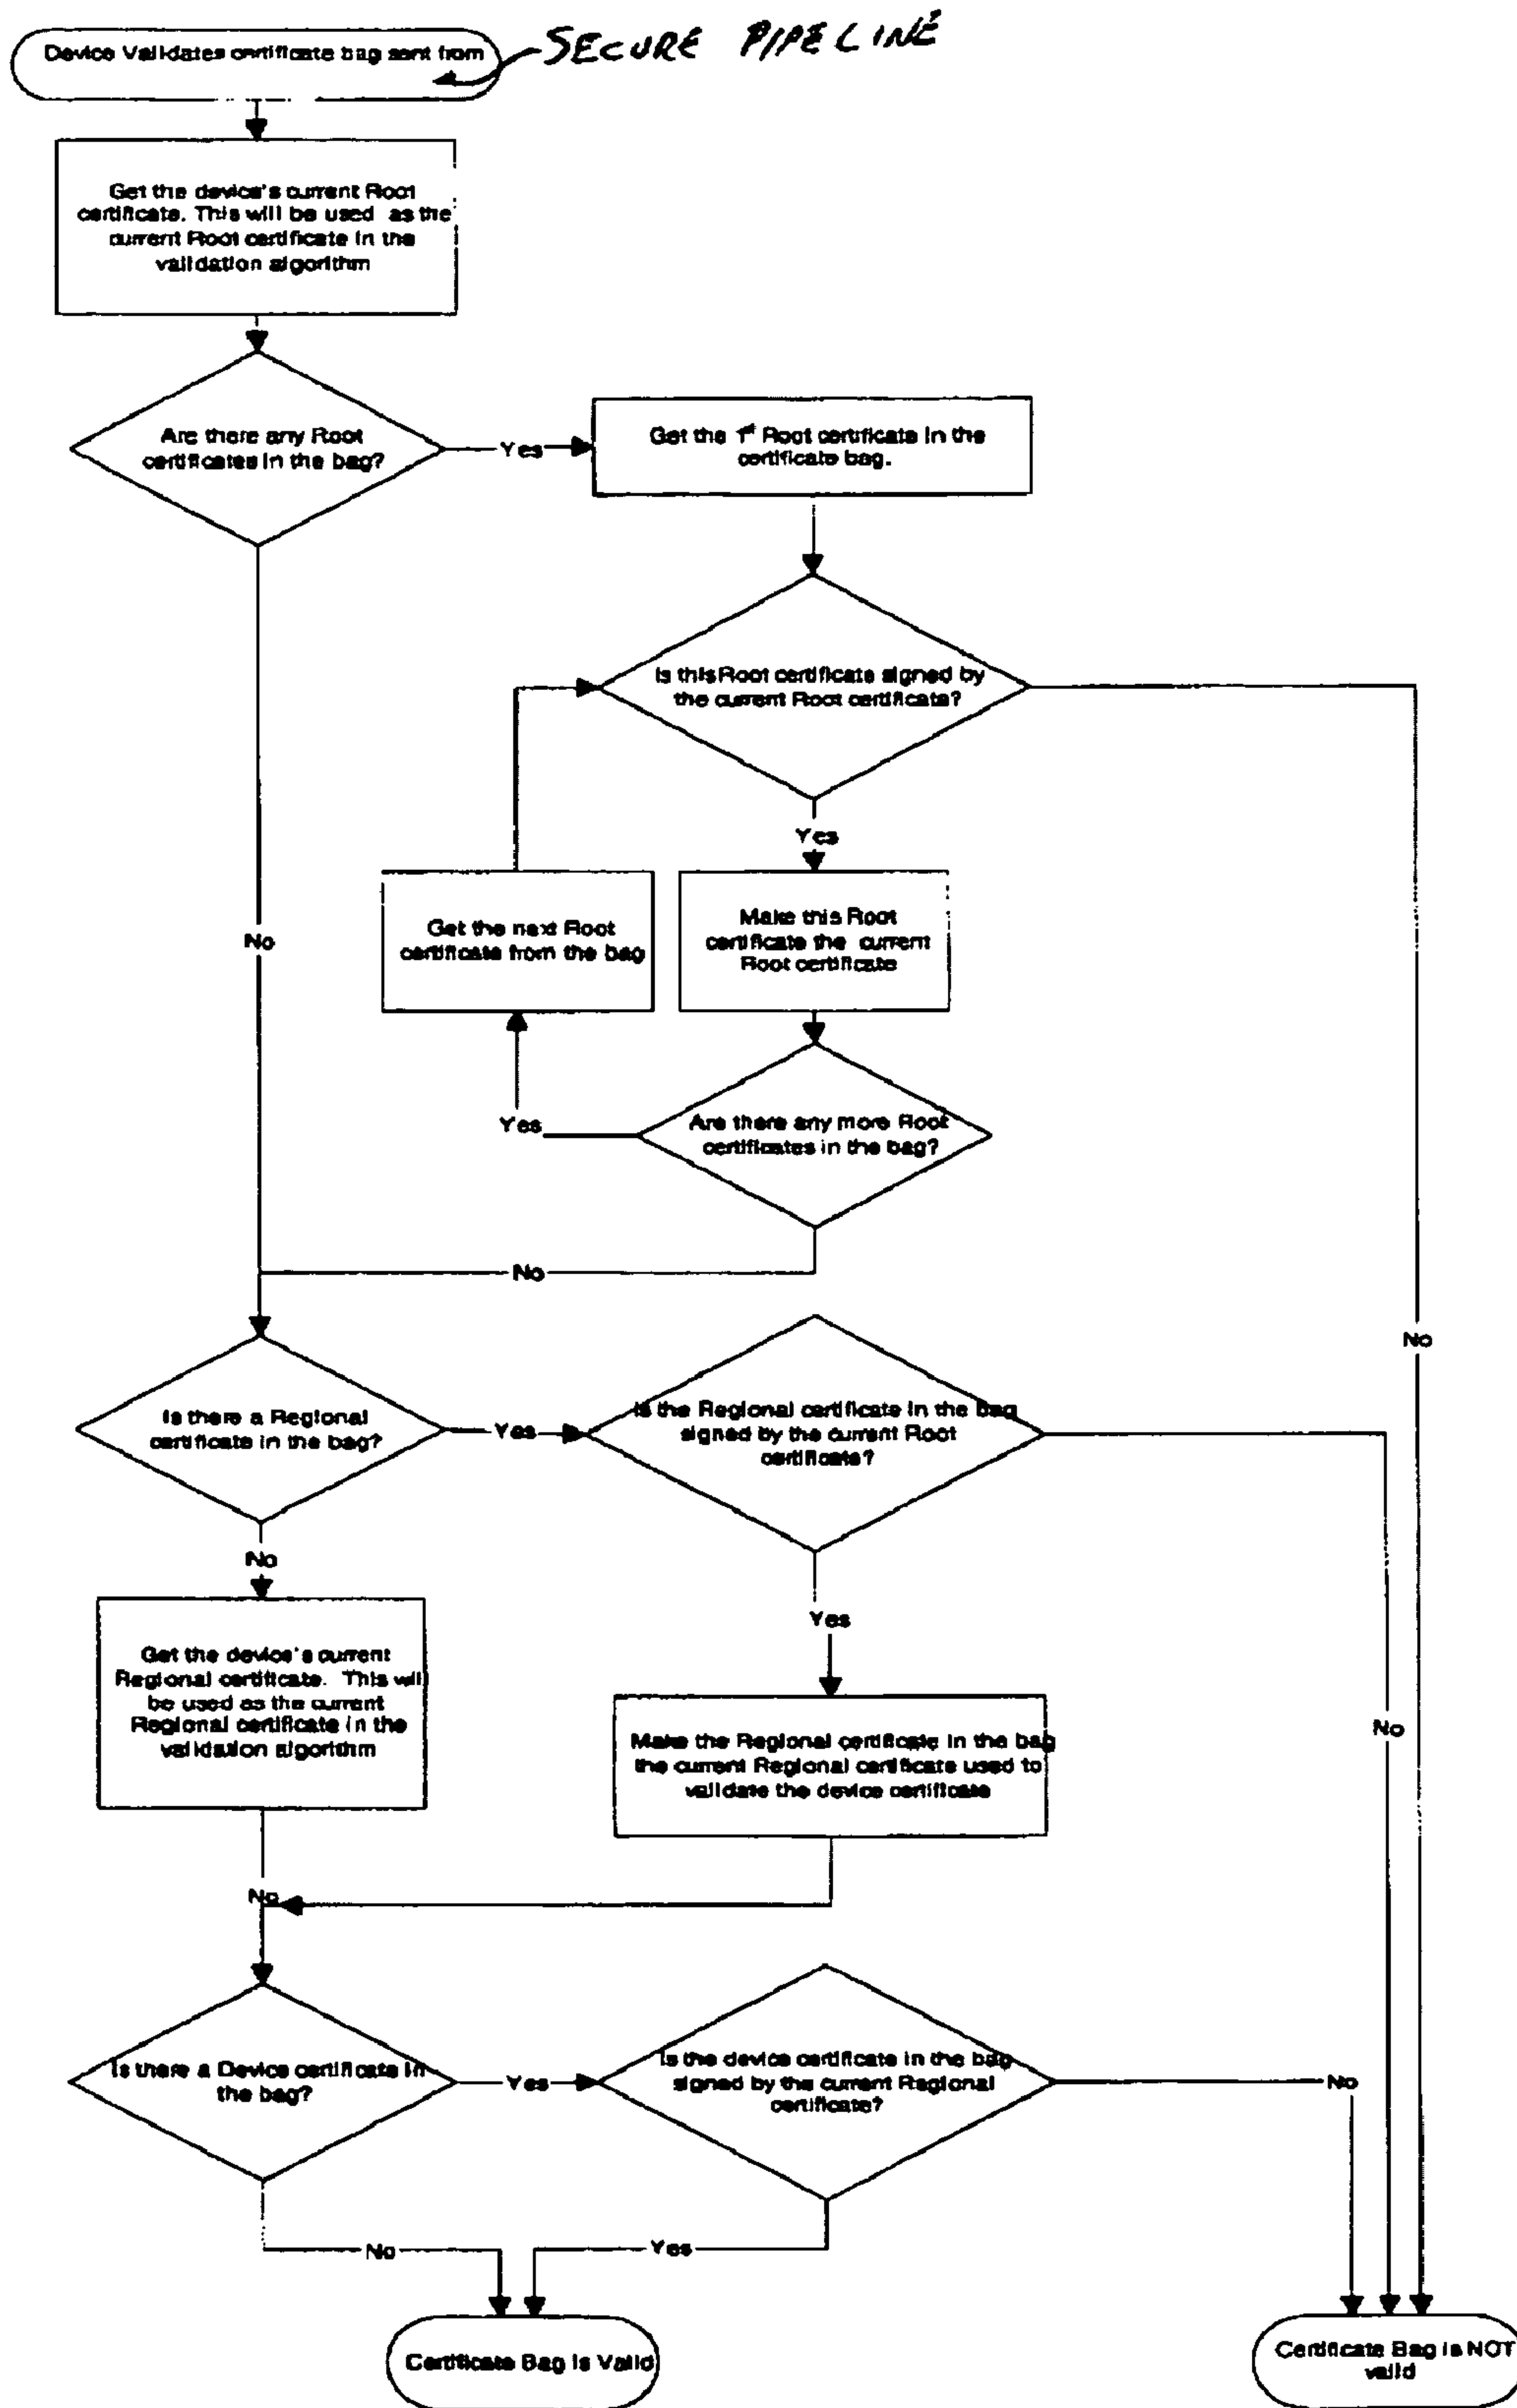 Device Validates certificate bag sent from
SECURE PIPELINE
Get the device's current Root
certificate. This will be used as the
current Root certificate in the
validation algorithm
Are there any Root
certificates in the bag?
Yes
Get the 1st Root certificate in the
certificate bag.
Is this Root certificate signed by
the current Root certificate?
Yes
No
Get the next Root
certificate from the bag
Make this Root
certificate the current
Root certificate
No
Are there any more Root
certificates in the bag?
Yes
No
Is there a Regional
certificate in the bag?
Yes
Is the Regional certificate in the bag
signed by the current Root
certificate?
No
No
Yes
Get the device's current
Regional certificate. This will
be used as the current
Regional certificate in the
validation algorithm
Make the Regional certificate in the bag
the current Regional certificate used to
validate the device certificate
No
Is there a Device certificate in
the bag?
Yes
Is the device certificate in the bag
signed by the current Regional
certificate?
No
No
Yes
Certificate Bag is Valid
Certificate Bag is NOT
valid